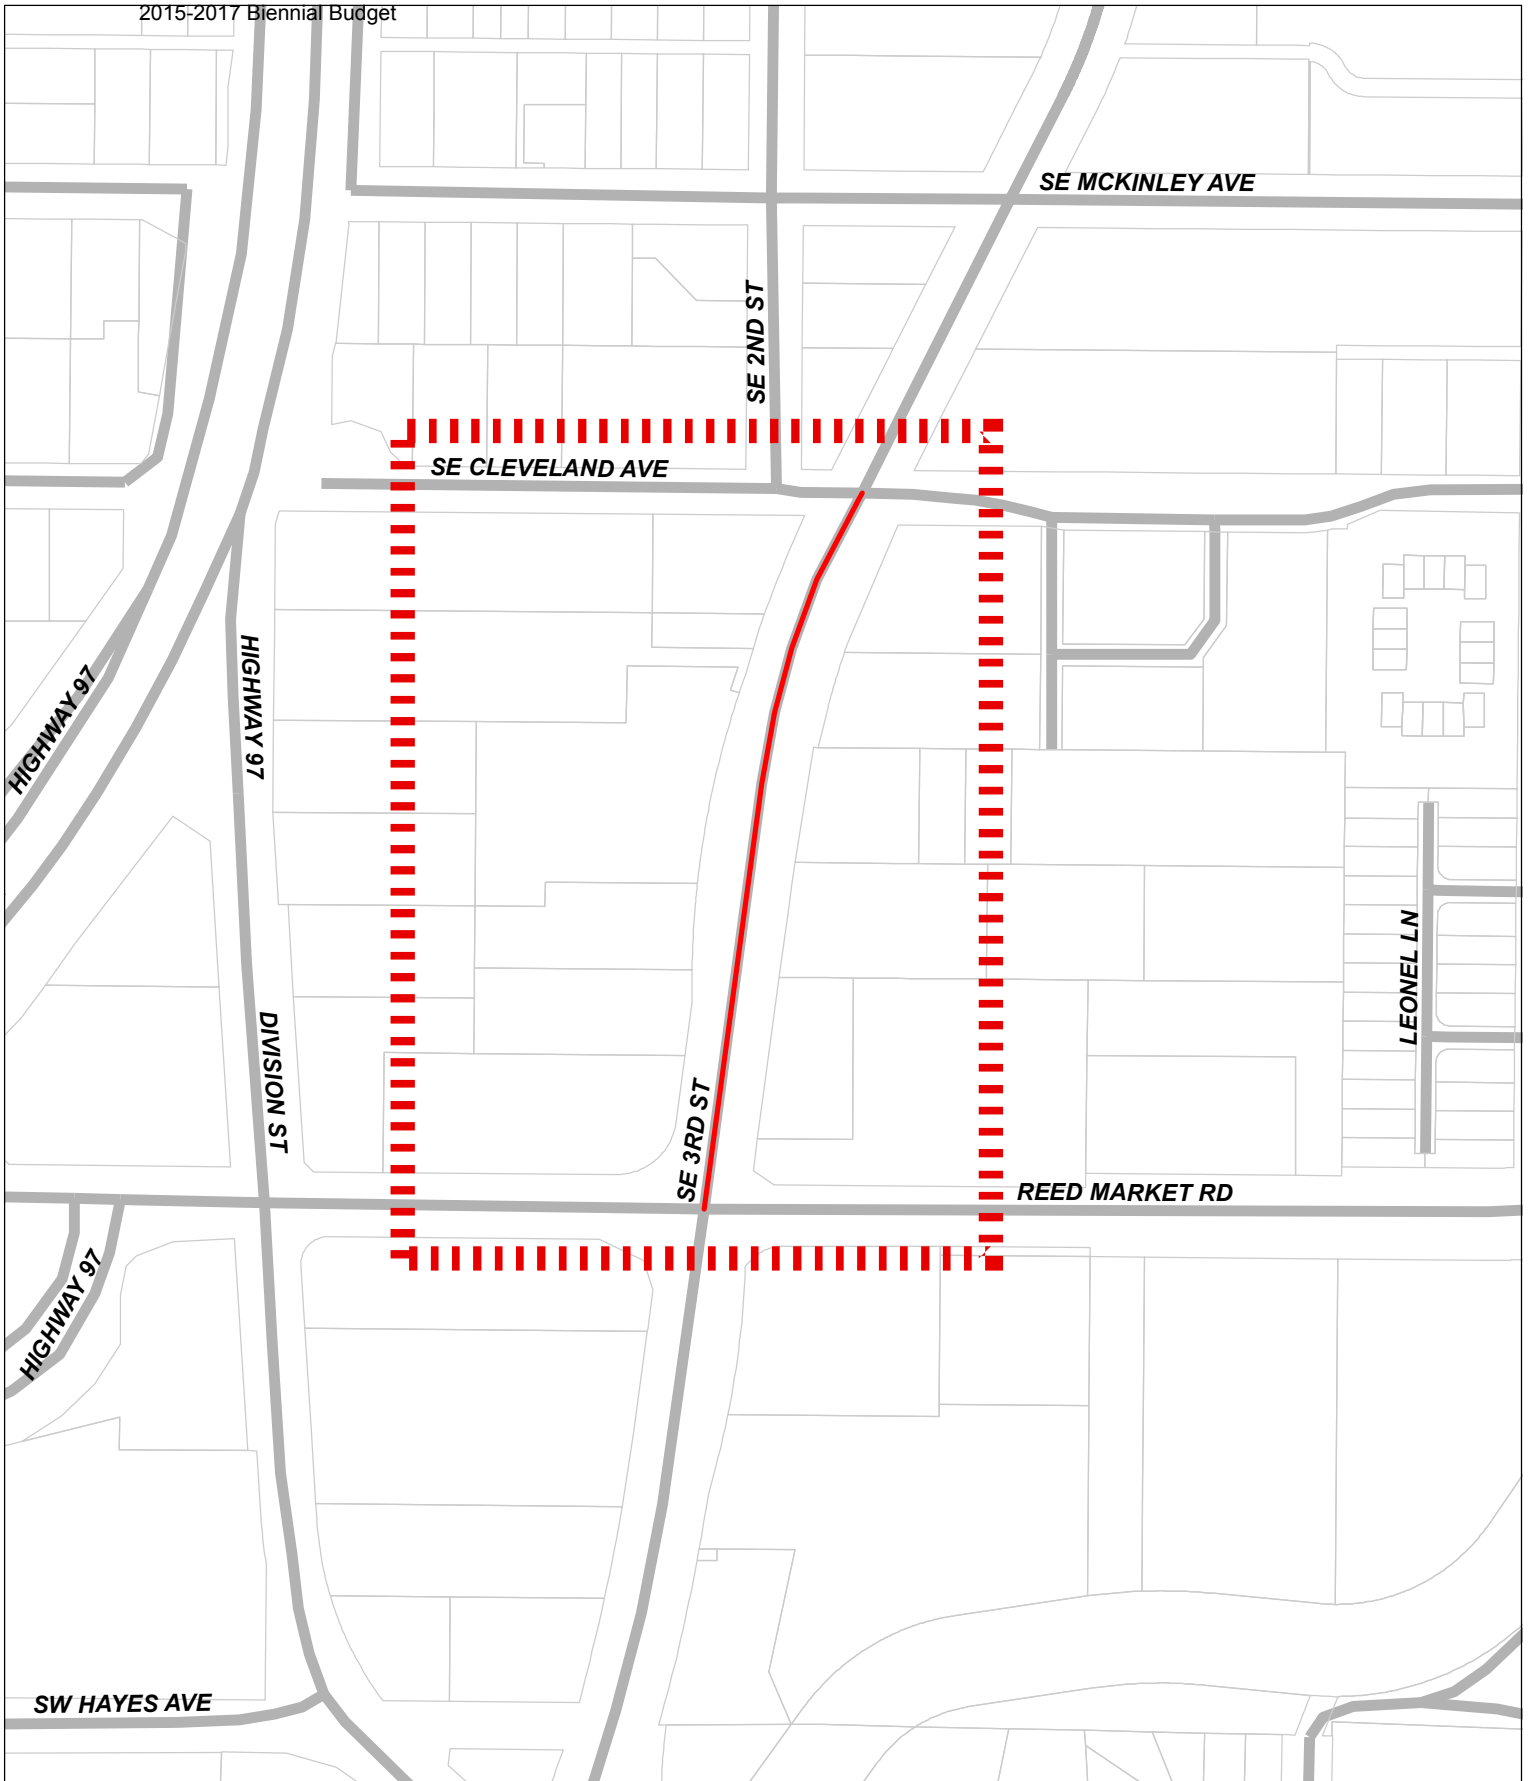 2015-2017 Biennial Budget
SE MCKINLEY AVE
SE 2ND ST
SE CLEVELAND AVE
HIGHWAY 97
HIGHWAY 97
LEONEL LN
DIVISION ST
SE 3RD ST
REED MARKET RD
HIGHWAY 97
SW HAYES AVE